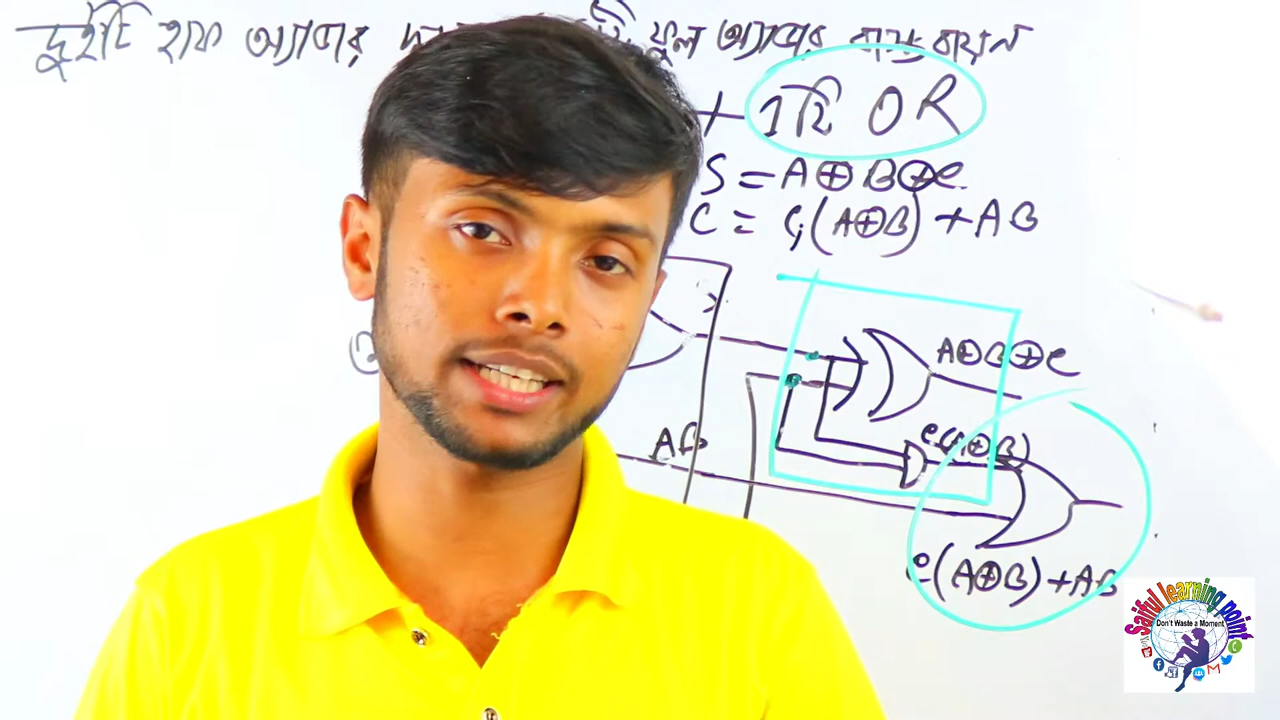 দুইটি হাফ অ্যাডার ফুল অ্যাডার বাস্তবায়ন
+ 1টি OR
S = A⊕B⊕C
C = Ci(A⊕B) + AB
A⊕B⊕C
C(A⊕B)
AB
C(A⊕B)+AB
Saiful learning point
Don't Waste a Moment